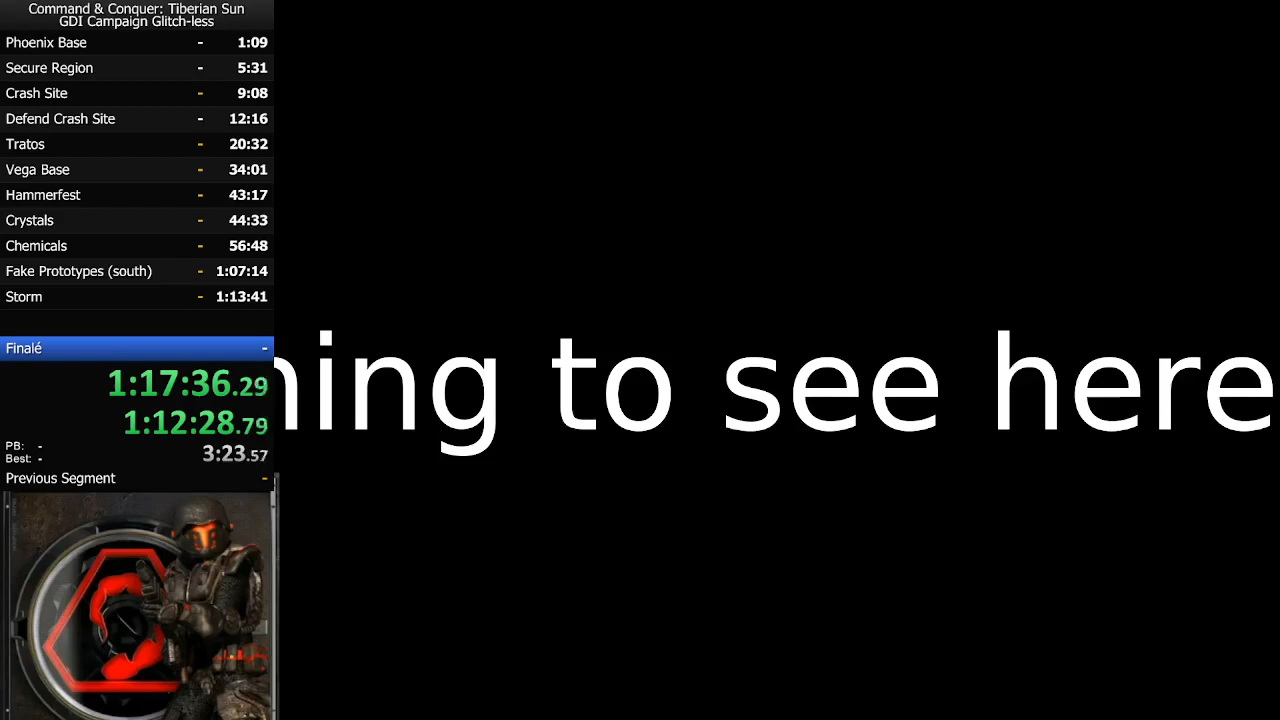 Command & Conquer: Tiberian Sun
GDI Campaign Glitch-less
Phoenix Base - 1:09
Secure Region - 5:31
Crash Site - 9:08
Defend Crash Site - 12:16
Tratos - 20:32
Vega Base - 34:01
Hammerfest - 43:17
Crystals - 44:33
Chemicals - 56:48
Fake Prototypes (south) - 1:07:14
Storm - 1:13:41
Finalé -
1:17:36.29
1:12:28.79
PB: -
Best: - 3:23.57
Previous Segment -
to see here